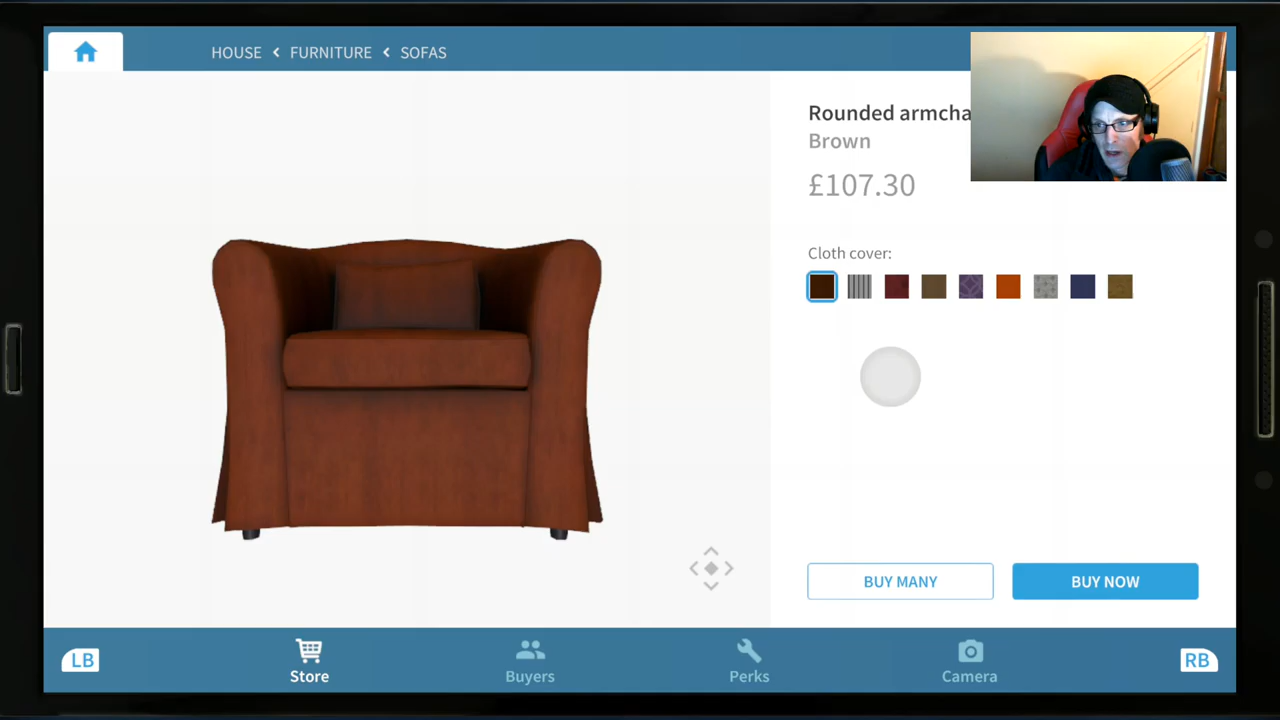 HOUSE < FURNITURE < SOFAS
Rounded armcha
Brown
£107.30
Cloth cover:
BUY MANY
BUY NOW
LB
Store
Buyers
Perks
Camera
RB